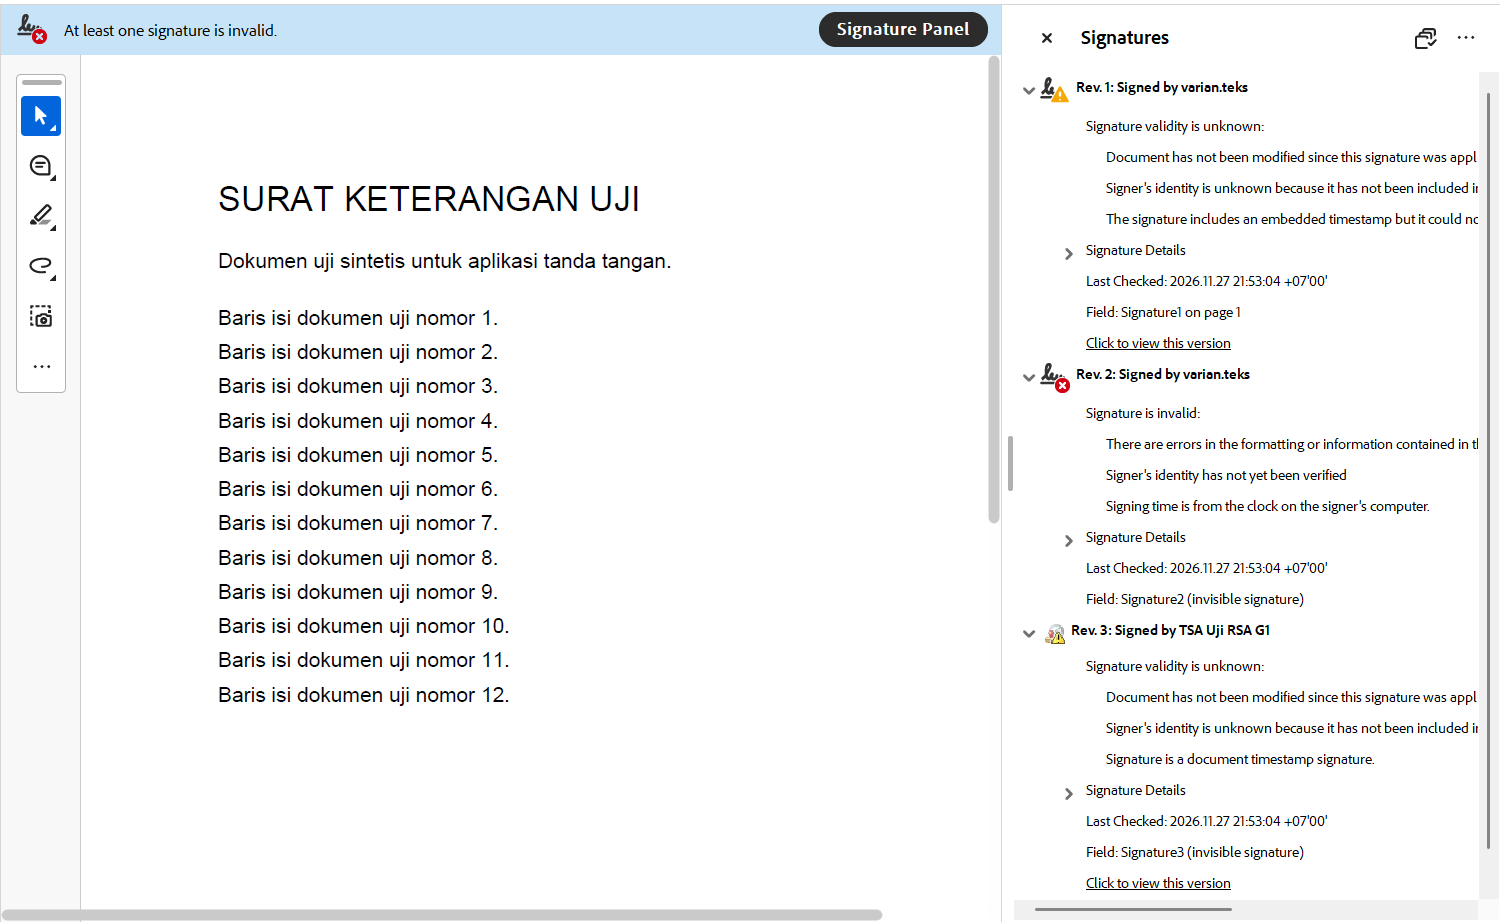 At least one signature is invalid.
Signature Panel
SURAT KETERANGAN UJI
Dokumen uji sintetis untuk aplikasi tanda tangan.
Baris isi dokumen uji nomor 1.
Baris isi dokumen uji nomor 2.
Baris isi dokumen uji nomor 3.
Baris isi dokumen uji nomor 4.
Baris isi dokumen uji nomor 5.
Baris isi dokumen uji nomor 6.
Baris isi dokumen uji nomor 7.
Baris isi dokumen uji nomor 8.
Baris isi dokumen uji nomor 9.
Baris isi dokumen uji nomor 10.
Baris isi dokumen uji nomor 11.
Baris isi dokumen uji nomor 12.
Signatures
Rev. 1: Signed by varian.teks
Signature validity is unknown:
Document has not been modified since this signature was appl
Signer's identity is unknown because it has not been included i
The signature includes an embedded timestamp but it could no
Signature Details
Last Checked: 2026.11.27 21:53:04 +07'00'
Field: Signature1 on page 1
Click to view this version
Rev. 2: Signed by varian.teks
Signature is invalid:
There are errors in the formatting or information contained in t
Signer's identity has not yet been verified
Signing time is from the clock on the signer's computer.
Signature Details
Last Checked: 2026.11.27 21:53:04 +07'00'
Field: Signature2 (invisible signature)
Rev. 3: Signed by TSA Uji RSA G1
Signature validity is unknown:
Document has not been modified since this signature was appl
Signer's identity is unknown because it has not been included i
Signature is a document timestamp signature.
Signature Details
Last Checked: 2026.11.27 21:53:04 +07'00'
Field: Signature3 (invisible signature)
Click to view this version